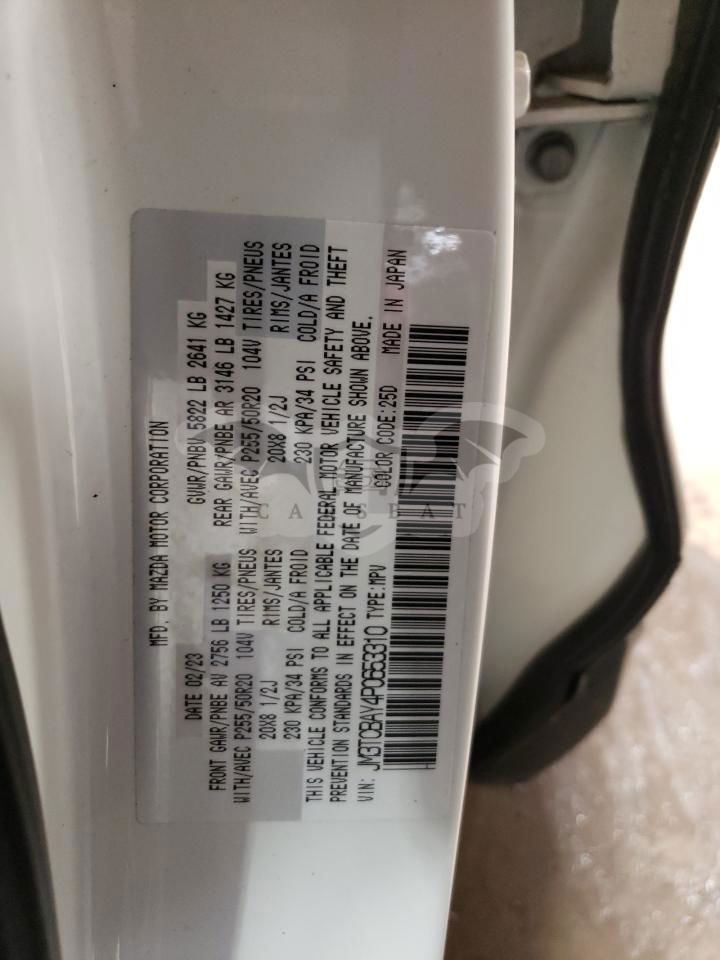 MFD. BY MAZDA MOTOR CORPORATION
DATE 02/23 GVWR/PNBV 5822 LB 2641 KG
FRONT GAWR/PNBE AV 2756 LB 1250 KG REAR GAWR/PNBE AR 3146 LB 1427 KG
WITH/AVEC P255/50R20 104V TIRES/PNEUS WITH/AVEC P255/50R20 104V TIRES/PNEUS
20X8 1/2J RIMS/JANTES 20X8 1/2J RIMS/JANTES
230 KPA/34 PSI COLD/A FROID 230 KPA/34 PSI COLD/A FROID
THIS VEHICLE CONFORMS TO ALL APPLICABLE FEDERAL MOTOR VEHICLE SAFETY AND THEFT
PREVENTION STANDARDS IN EFFECT ON THE DATE OF MANUFACTURE SHOWN ABOVE.
VIN: JM3TCBAY4P0653310 TYPE:MPV COLOR CODE:25D MADE IN JAPAN